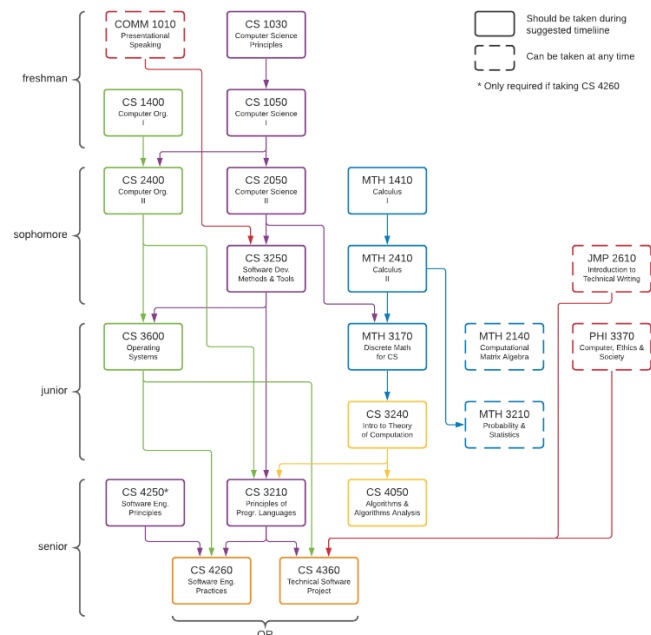 COMM 1010
Presentational
Speaking
CS 1030
Computer Science
Principles
Should be taken during
suggested timeliine
Can be taken at any time
* Only required if taking CS 4260
freshman
CS 1400
Computer Org.
I
CS 1050
Computer Science
I
CS 2400
Computer Org.
II
CS 2050
Computer Science
II
MTH 1410
Calculus
I
sophomore
CS 3250
Software Dev.
Methods & Tools
MTH 2410
Calculus
II
JMP 2610
Introduction to
Technical Writing
CS 3600
Operating
Systems
MTH 3170
Discrete Math
for CS
MTH 2140
Computational
Matrix Algebra
PHI 3370
Computer, Ethics &
Society
junior
CS 3240
Intro to Theory
of Computation
MTH 3210
Probability &
Statistics
CS 4250*
Software Eng.
Principles
CS 3210
Principles of
Progr. Languages
CS 4050
Algorithms &
Algorithms Analysis
senior
CS 4260
Software Eng.
Practices
CS 4360
Technical Software
Project
OR